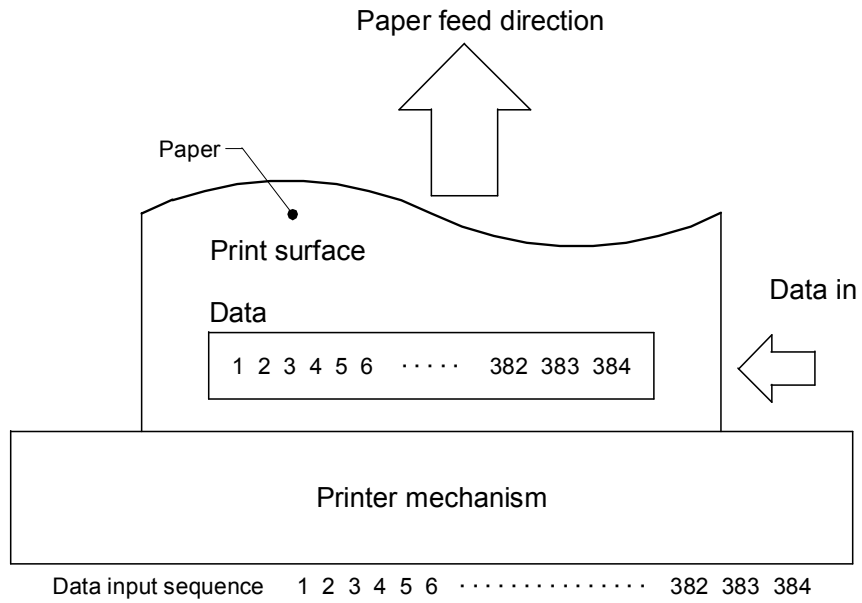 Paper feed direction
Paper
Print surface
Data in
Data
1 2 3 4 5 6 ····· 382 383 384
Printer mechanism
Data input sequence 1 2 3 4 5 6 ··············· 382 383 384